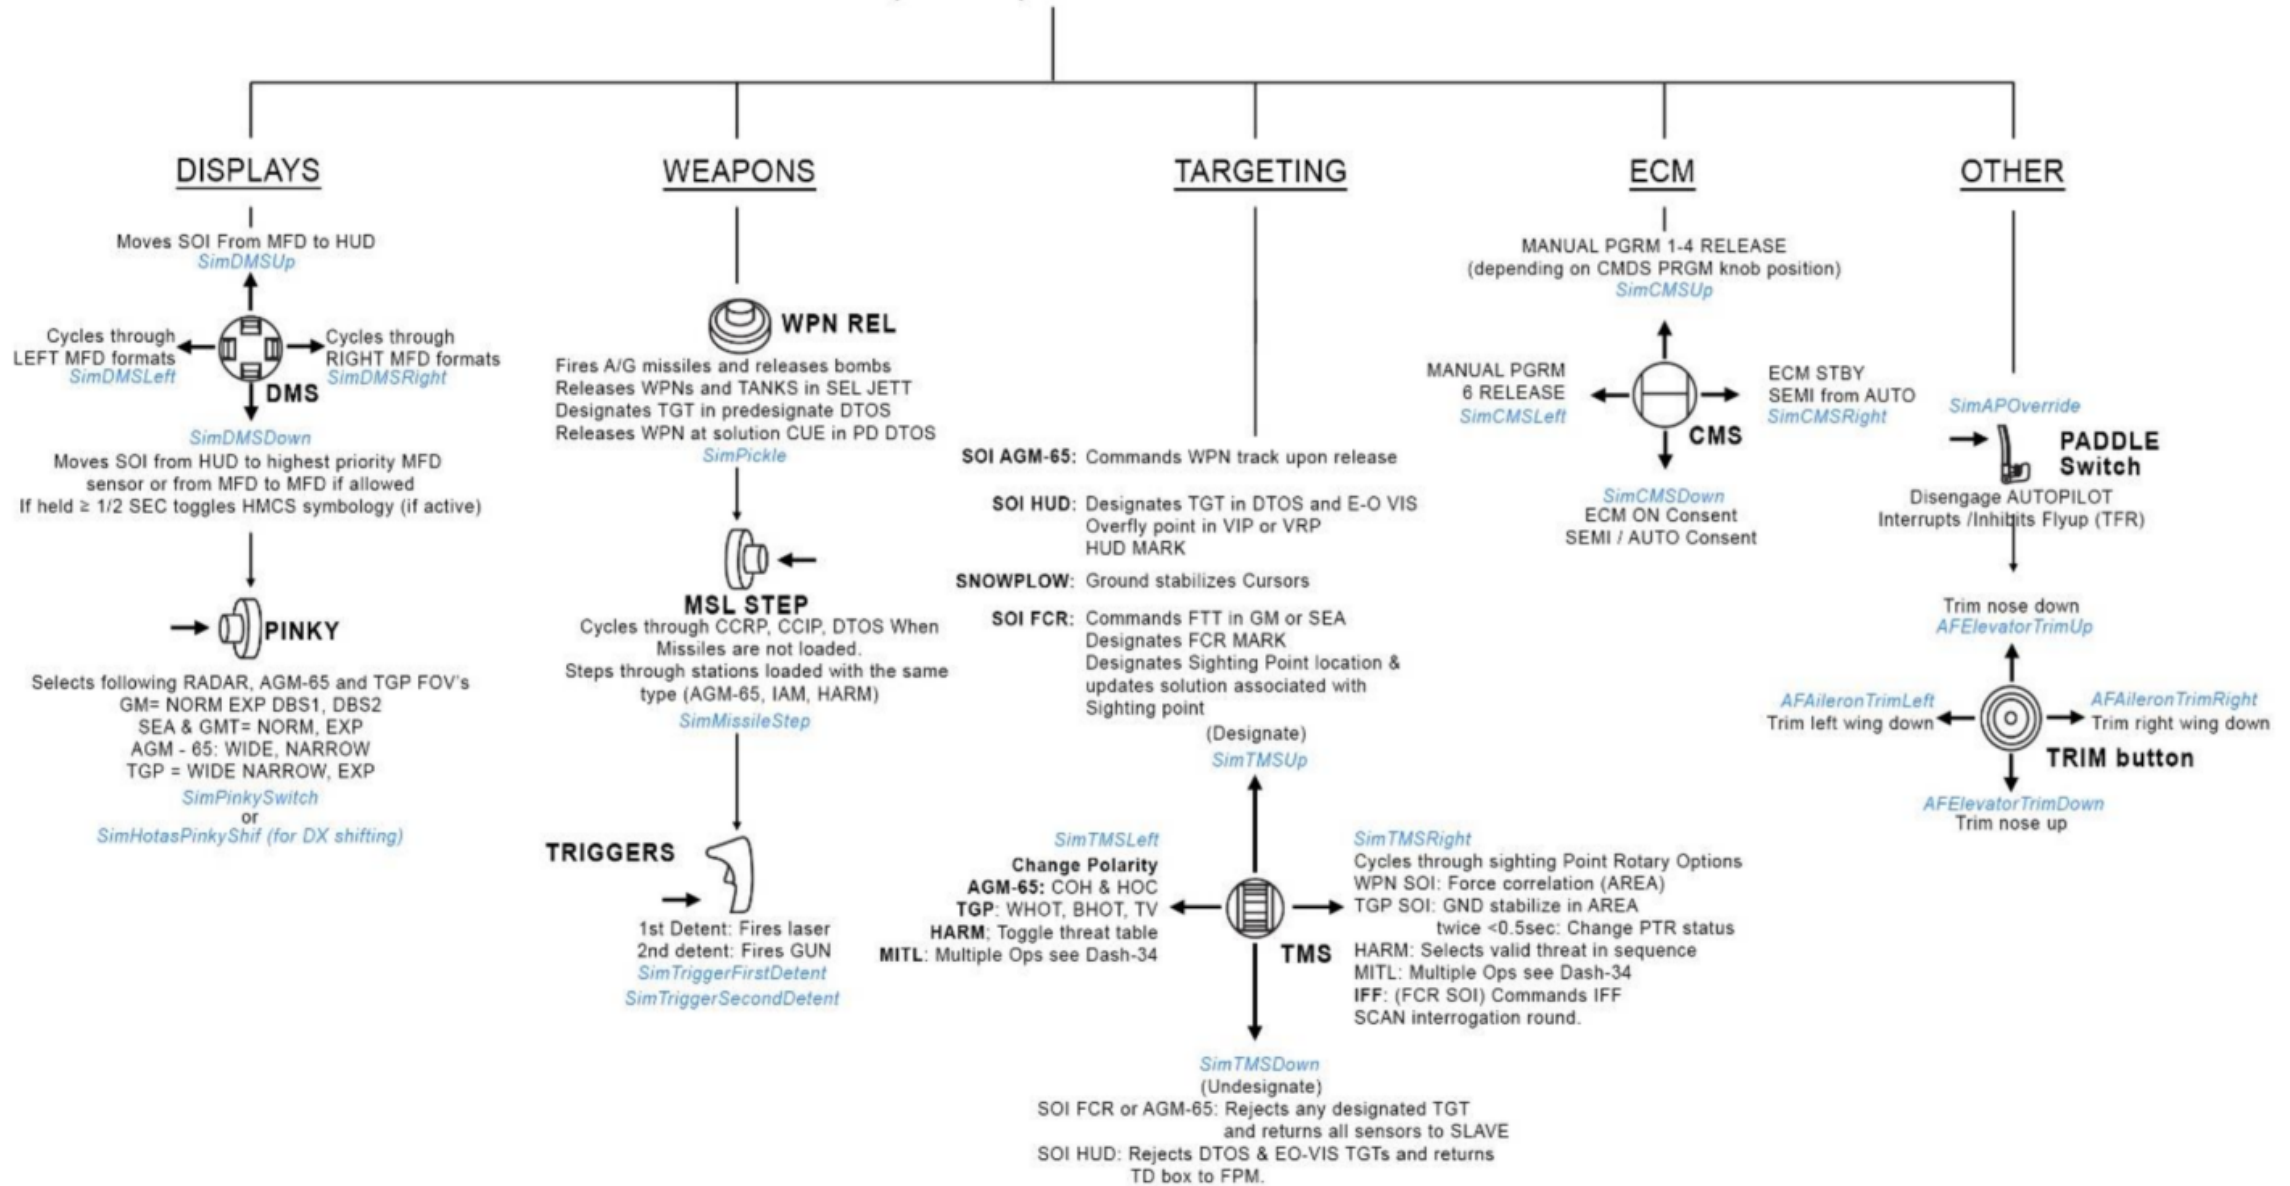 DISPLAYS
WEAPONS
TARGETING
ECM
OTHER
Moves SOI From MFD to HUD
SimDMSUp
Cycles through
LEFT MFD formats
SimDMSLeft
Cycles through
RIGHT MFD formats
SimDMSRight
DMS
SimDMSDown
Moves SOI from HUD to highest priority MFD
sensor or from MFD to MFD if allowed
If held ≥ 1/2 SEC toggles HMCS symbology (if active)
PINKY
Selects following RADAR, AGM-65 and TGP FOV's
GM= NORM EXP DBS1, DBS2
SEA & GMT= NORM, EXP
AGM - 65: WIDE, NARROW
TGP = WIDE NARROW, EXP
SimPinkySwitch
or
SimHotasPinkyShif (for DX shifting)
WPN REL
Fires A/G missiles and releases bombs
Releases WPNs and TANKS in SEL JETT
Designates TGT in predesignate DTOS
Releases WPN at solution CUE in PD DTOS
SimPickle
MSL STEP
Cycles through CCRP, CCIP, DTOS When
Missiles are not loaded.
Steps through stations loaded with the same
type (AGM-65, IAM, HARM)
SimMissileStep
TRIGGERS
1st Detent: Fires laser
2nd detent: Fires GUN
SimTriggerFirstDetent
SimTriggerSecondDetent
SOI AGM-65: Commands WPN track upon release
SOI HUD: Designates TGT in DTOS and E-O VIS
Overfly point in VIP or VRP
HUD MARK
SNOWPLOW: Ground stabilizes Cursors
SOI FCR: Commands FTT in GM or SEA
Designates FCR MARK
Designates Sighting Point location &
updates solution associated with
Sighting point
(Designate)
SimTMSUp
SimTMSLeft
Change Polarity
AGM-65: COH & HOC
TGP: WHOT, BHOT, TV
HARM; Toggle threat table
MITL: Multiple Ops see Dash-34
TMS
SimTMSRight
Cycles through sighting Point Rotary Options
WPN SOI: Force correlation (AREA)
TGP SOI: GND stabilize in AREA
twice <0.5sec: Change PTR status
HARM: Selects valid threat in sequence
MITL: Multiple Ops see Dash-34
IFF: (FCR SOI) Commands IFF
SCAN interrogation round.
SimTMSDown
(Undesignate)
SOI FCR or AGM-65: Rejects any designated TGT
and returns all sensors to SLAVE
SOI HUD: Rejects DTOS & EO-VIS TGTs and returns
TD box to FPM.
MANUAL PGRM 1-4 RELEASE
(depending on CMDS PRGM knob position)
SimCMSUp
MANUAL PGRM
6 RELEASE
SimCMSLeft
ECM STBY
SEMI from AUTO
SimCMSRight
CMS
SimCMSDown
ECM ON Consent
SEMI / AUTO Consent
SimAPOverride
PADDLE
Switch
Disengage AUTOPILOT
Interrupts /Inhibits Flyup (TFR)
Trim nose down
AFElevatorTrimUp
AFAileronTrimLeft
Trim left wing down
AFAileronTrimRight
Trim right wing down
TRIM button
AFElevatorTrimDown
Trim nose up